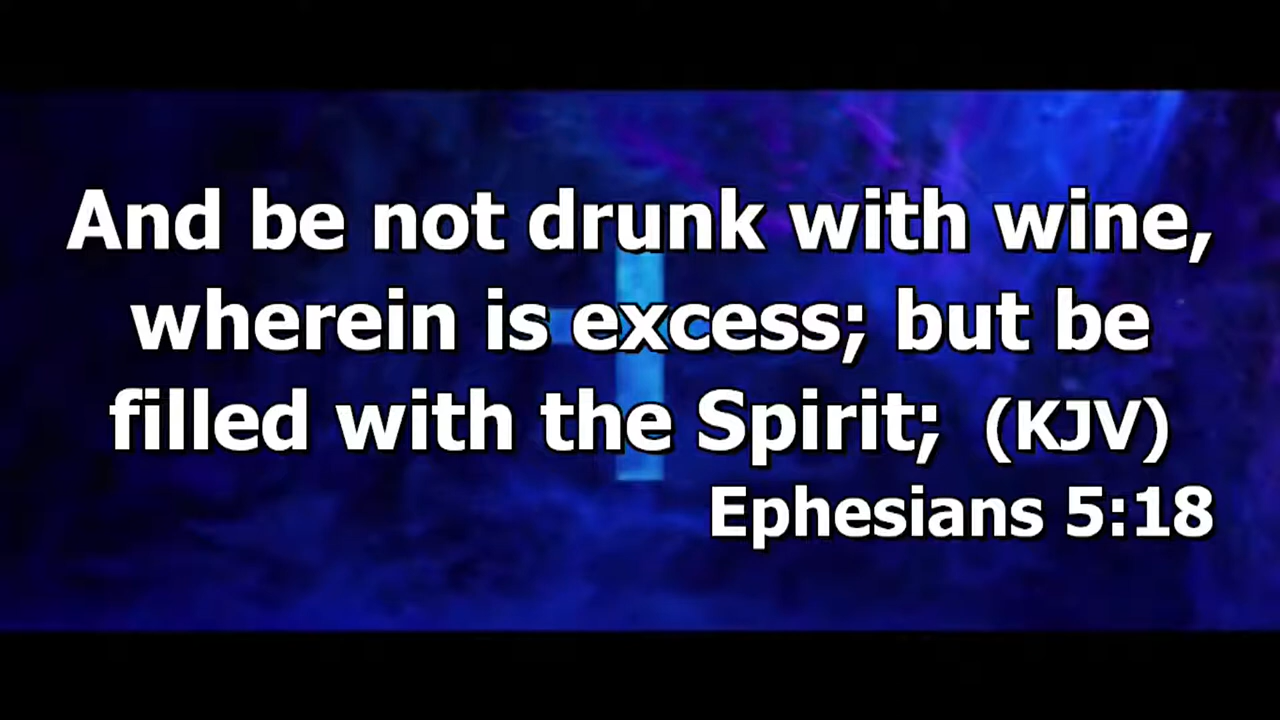 And be not drunk with wine,
wherein is excess; but be
filled with the Spirit; (KJV)
Ephesians 5:18